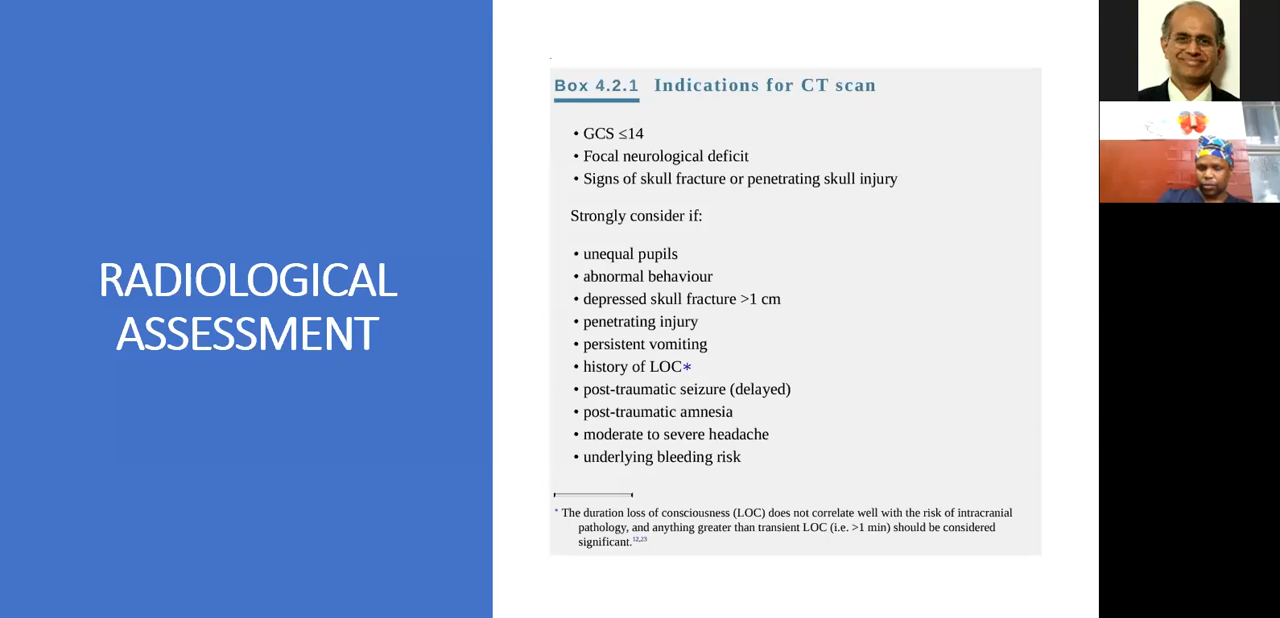 RADIOLOGICAL
ASSESSMENT
Box 4.2.1 Indications for CT scan
• GCS ≤14
• Focal neurological deficit
• Signs of skull fracture or penetrating skull injury
Strongly consider if:
• unequal pupils
• abnormal behaviour
• depressed skull fracture >1 cm
• penetrating injury
• persistent vomiting
• history of LOC*
• post-traumatic seizure (delayed)
• post-traumatic amnesia
• moderate to severe headache
• underlying bleeding risk
* The duration loss of consciousness (LOC) does not correlate well with the risk of intracranial
pathology, and anything greater than transient LOC (i.e. >1 min) should be considered
significant.12,23